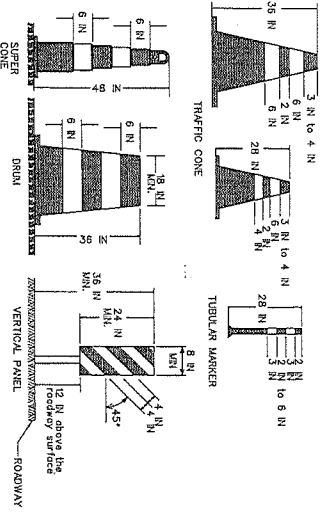 36 IN
3 IN to 4 IN
6 IN
2 IN
6 IN
TRAFFIC CONE
28 IN
3 IN to 4 IN
6 IN
2 IN
4 IN
28 IN
2 IN
3 IN
2 IN to 6 IN
3 IN
TUBULAR MARKER
6 IN
6 IN
48 IN
SUPER
CONE
6 IN
6 IN
18 IN
MIN.
36 IN
DRUM
36 IN
MIN.
24 IN
MIN.
8 IN
MIN
4 IN
4 IN
45°
12 IN above the
roadway surface
VERTICAL PANEL
ROADWAY